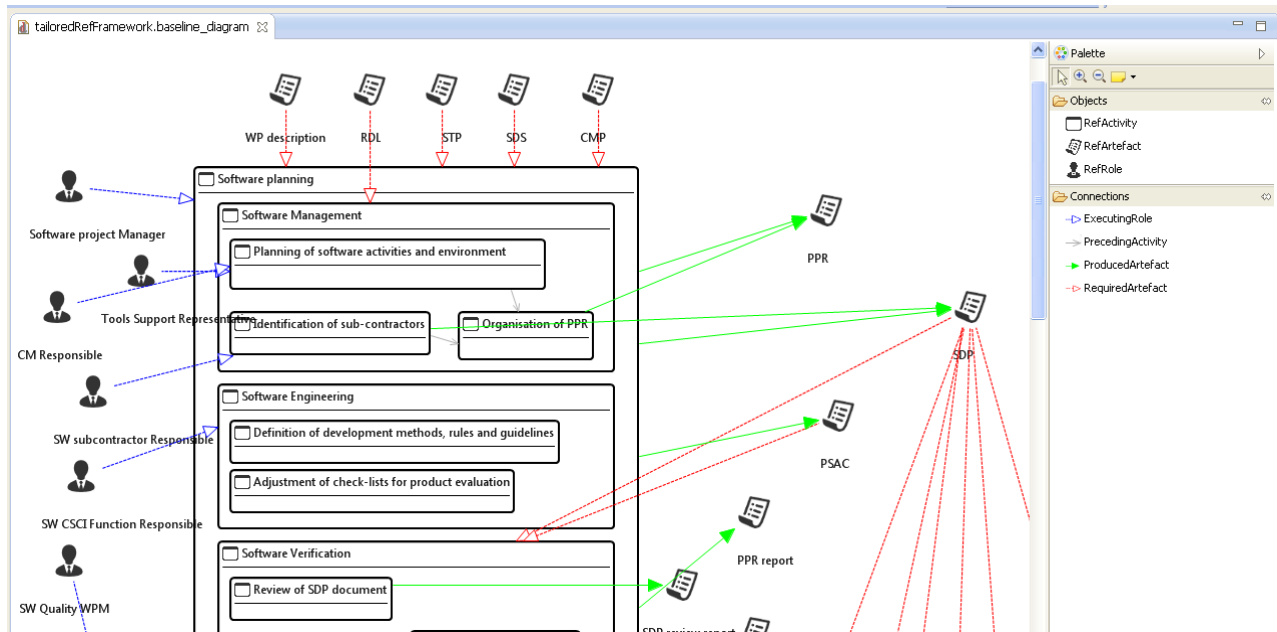 tailoredRefFramework.baseline_diagram
WP description
RDL
STP
SDS
CMP
Software planning
Software project Manager
Software Management
Planning of software activities and environment
Tools Support Representative
Identification of sub-contractors
Organisation of PPR
CM Responsible
Software Engineering
SW subcontractor Responsible
Definition of development methods, rules and guidelines
Adjustment of check-lists for product evaluation
SW CSCI Function Responsible
Software Verification
Review of SDP document
SW Quality WPM
PPR
SDP
PSAC
PPR report
SDP review report
Palette
Objects
RefActivity
RefArtefact
RefRole
Connections
ExecutingRole
PrecedingActivity
ProducedArtefact
RequiredArtefact